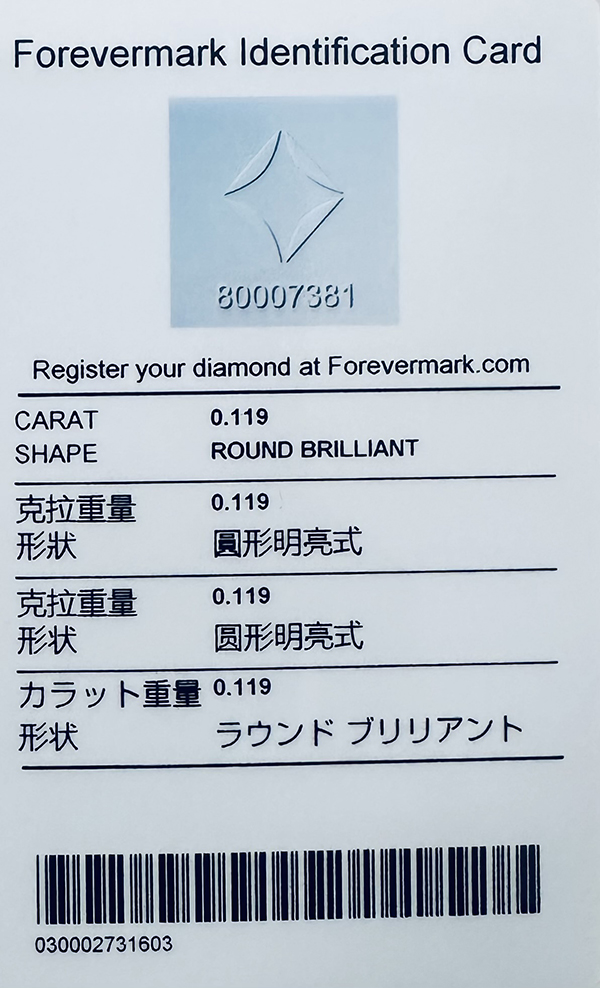 Forevermark Identification Card
80007381
Register your diamond at Forevermark.com
CARAT 0.119
SHAPE ROUND BRILLIANT
克拉重量 0.119
形狀 圓形明亮式
克拉重量 0.119
形状 圆形明亮式
カラット重量 0.119
形状 ラウンド ブリリアント
030002731603